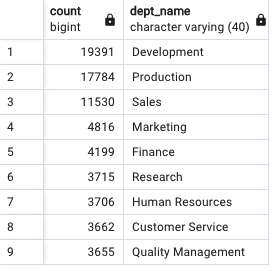 count dept_name
bigint character varying (40)
1 19391 Development
2 17784 Production
3 11530 Sales
4 4816 Marketing
5 4199 Finance
6 3715 Research
7 3706 Human Resources
8 3662 Customer Service
9 3655 Quality Management